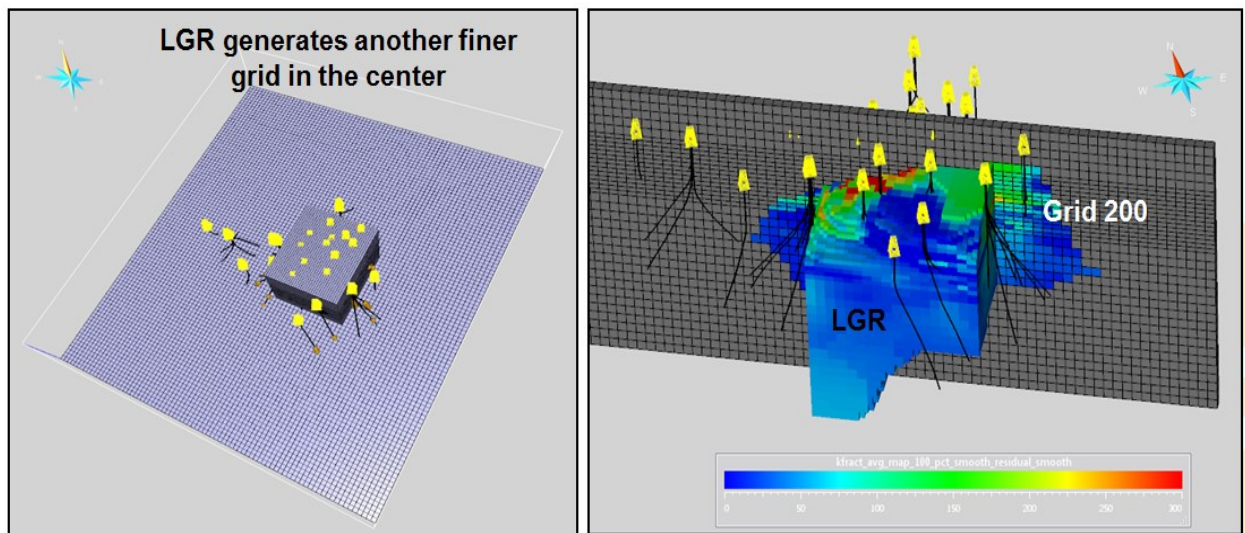 LGR generates another finer
grid in the center
N
W
E
S
Grid 200
LGR
kfract_avg_map_100_pct_smooth_residual_smooth
0 50 100 150 200 250 300